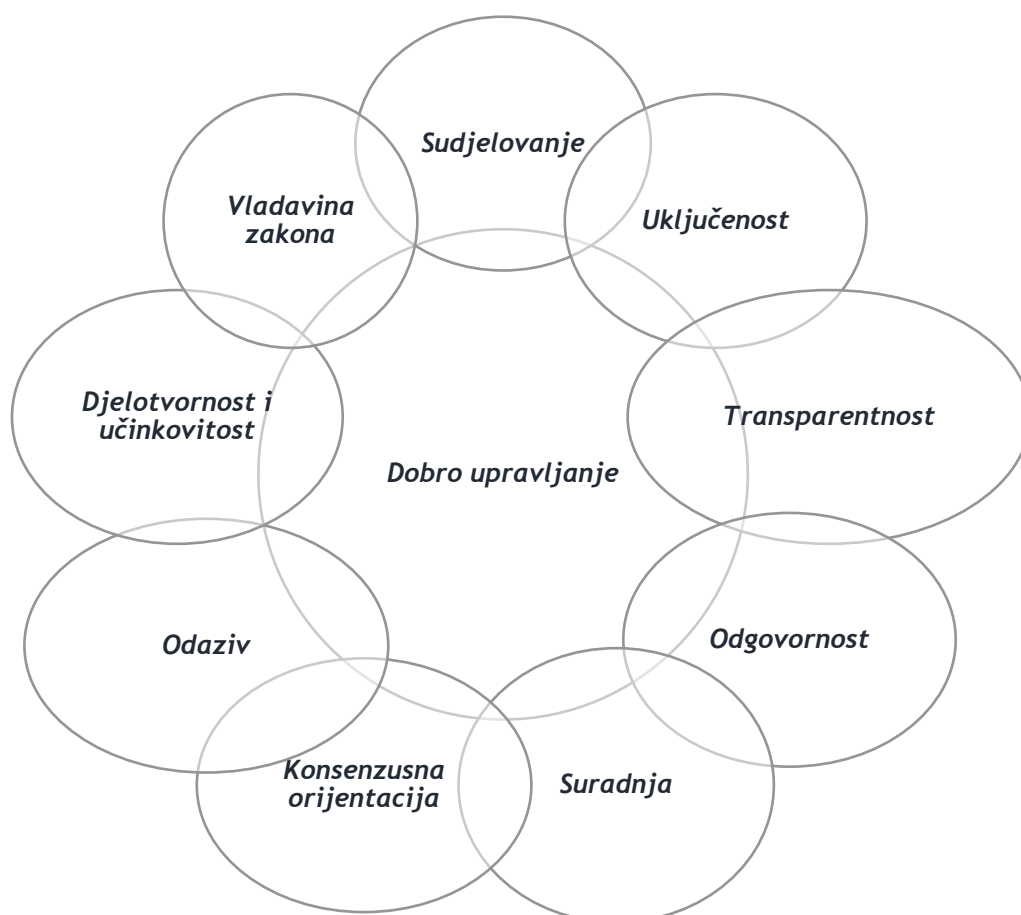 Sudjelovanje
Uključenost
Transparentnost
Odgovornost
Suradnja
Konsenzusna
orijentacija
Odaziv
Djelotvornost i
učinkovitost
Vladavina
zakona
Dobro upravljanje